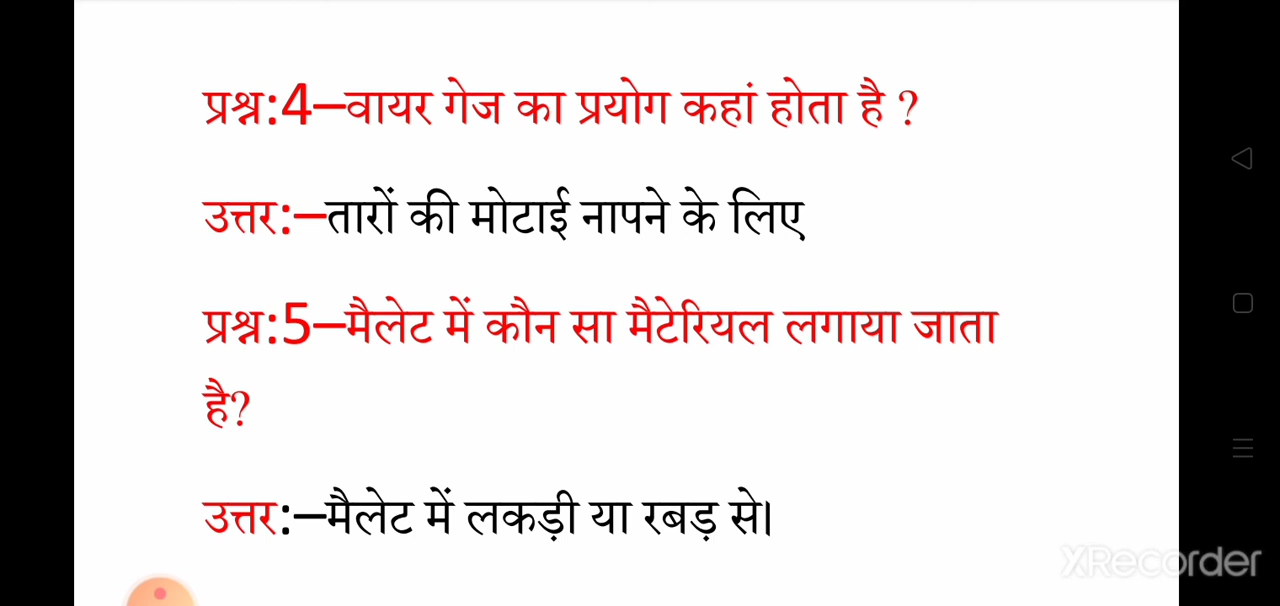 प्रश्न:4–वायर गेज का प्रयोग कहां होता है ?
उत्तर:–तारों की मोटाई नापने के लिए
प्रश्न:5–मैलेट में कौन सा मैटेरियल लगाया जाता
है?
उत्तर:–मैलेट में लकड़ी या रबड़ से।
XRecorder